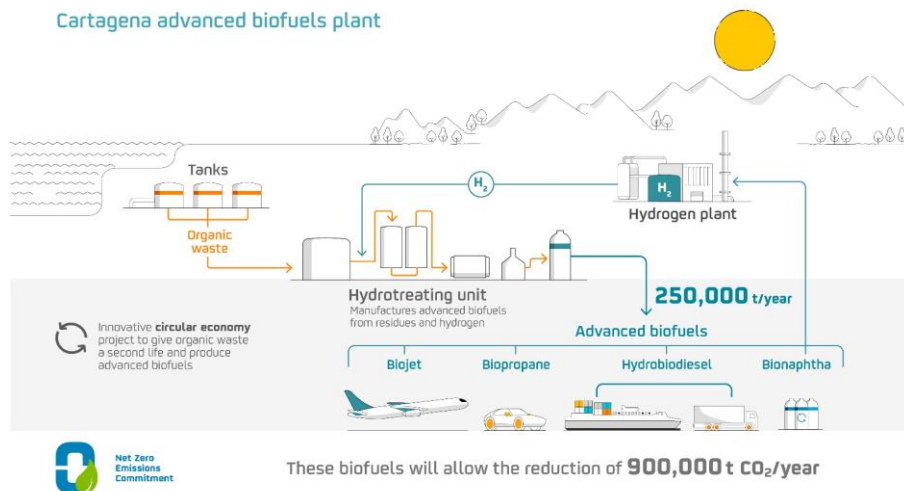 Cartagena advanced biofuels plant
Tanks
H₂
H₂
Hydrogen plant
Organic
waste
Hydrotreating unit
Manufactures advanced biofuels
from residues and hydrogen
250,000 t/year
Innovative circular economy
project to give organic waste
a second life and produce
advanced biofuels
Advanced biofuels
Biojet
Biopropane
Hydrobiodiesel
Bionaphtha
Net Zero
Emissions
Commitment
These biofuels will allow the reduction of 900,000 t CO₂/year